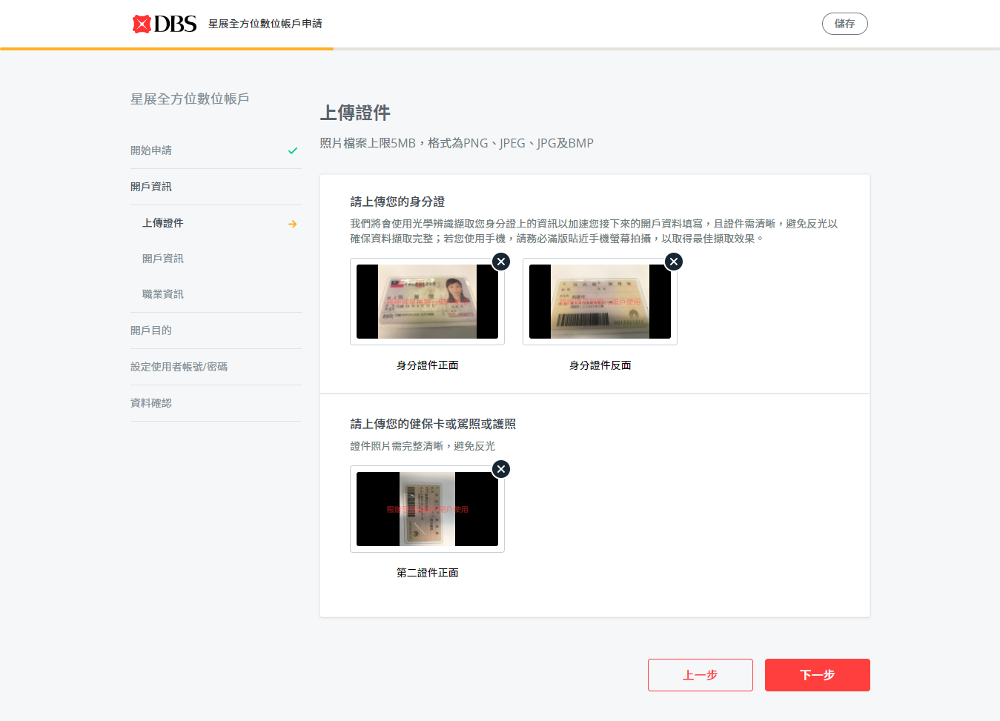 DBS 星展全方位數位帳戶申請
儲存
星展全方位數位帳戶
開始申請
開戶資訊
上傳證件
開戶資訊
職業資訊
開戶目的
設定使用者帳號/密碼
資料確認
上傳證件
照片檔案上限5MB，格式為PNG、JPEG、JPG及BMP
請上傳您的身分證
我們將會使用光學辨識擷取您身分證上的資訊以加速您接下來的開戶資料填寫，且證件需清晰，避免反光以
確保資料擷取完整；若您使用手機，請務必滿版貼近手機螢幕拍攝，以取得最佳擷取效果。
身分證件正面
身分證件反面
請上傳您的健保卡或駕照或護照
證件照片需完整清晰，避免反光
第二證件正面
上一步
下一步